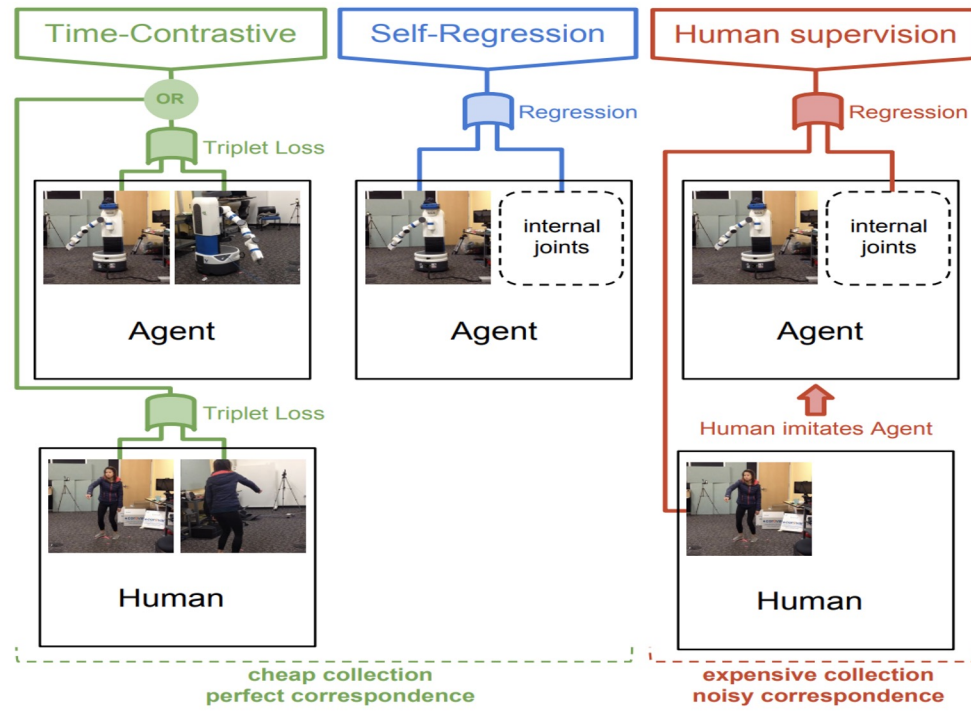 Time-Contrastive
Self-Regression
Human supervision
OR
Triplet Loss
Regression
Regression
internal
joints
internal
joints
Agent
Agent
Agent
Triplet Loss
Human imitates Agent
Human
Human
cheap collection
perfect correspondence
expensive collection
noisy correspondence